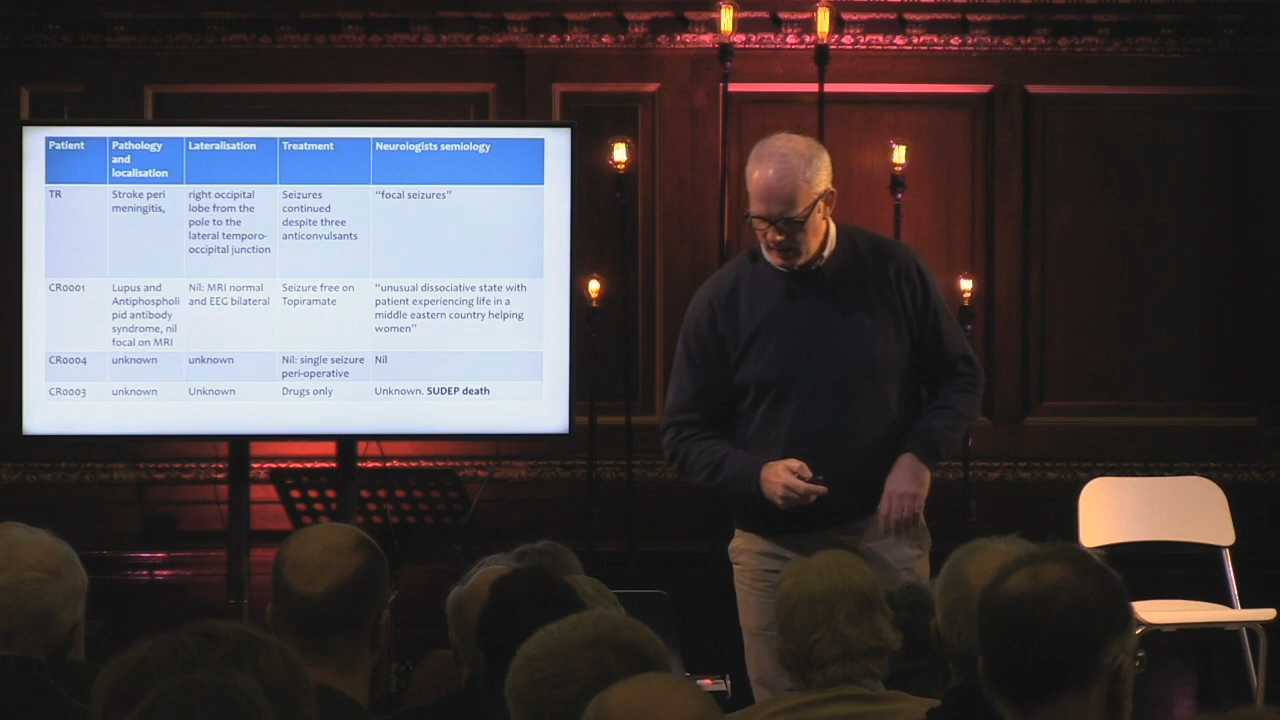 Patient
Pathology
and
localisation
Lateralisation
Treatment
Neurologists semiology
TR
Stroke peri
meningitis,
right occipital
lobe from the
pole to the
lateral temporo-
occipital junction
Seizures
continued
despite three
anticonvulsants
“focal seizures”
CR0001
Lupus and
Antiphospholi
pid antibody
syndrome, nil
focal on MRI
Nil: MRI normal
and EEG bilateral
Seizure free on
Topiramate
“unusual dissociative state with
patient experiencing life in a
middle eastern country helping
women”
CR0004
unknown
unknown
Nil: single seizure
peri-operative
Nil
CR0003
unknown
Unknown
Drugs only
Unknown. SUDEP death